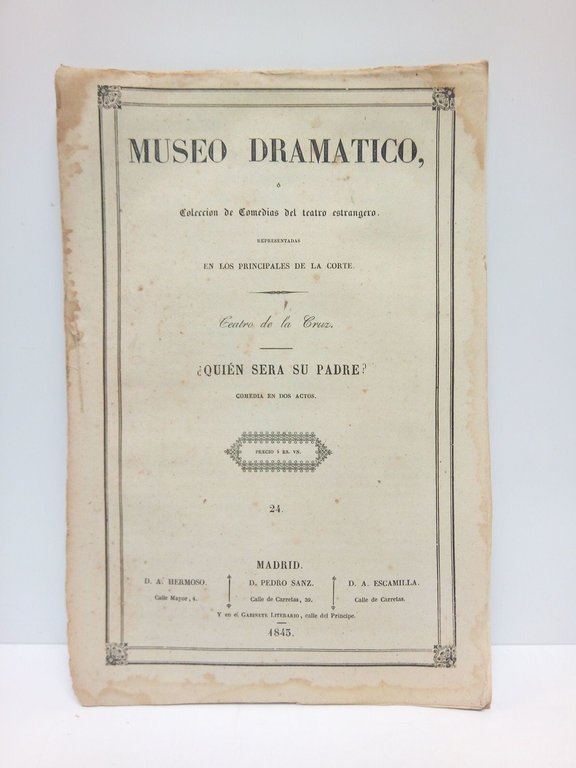 MUSEO DRAMATICO,
ó
Coleccion de Comedias del teatro estrangero.
REPRESENTADAS
EN LOS PRINCIPALES DE LA CORTE.
Teatro de la Cruz.
¿QUIÉN SERA SU PADRE?
COMEDIA EN DOS ACTOS.
PRECIO 5 RS. VN.
24.
MADRID.
D. A. HERMOSO.
Calle Mayor, 4.
D. PEDRO SANZ.
Calle de Carretas, 39.
D. A. ESCAMILLA.
Calle de Carretas.
Y en el GABINETE LITERARIO, calle del Príncipe.
1843.